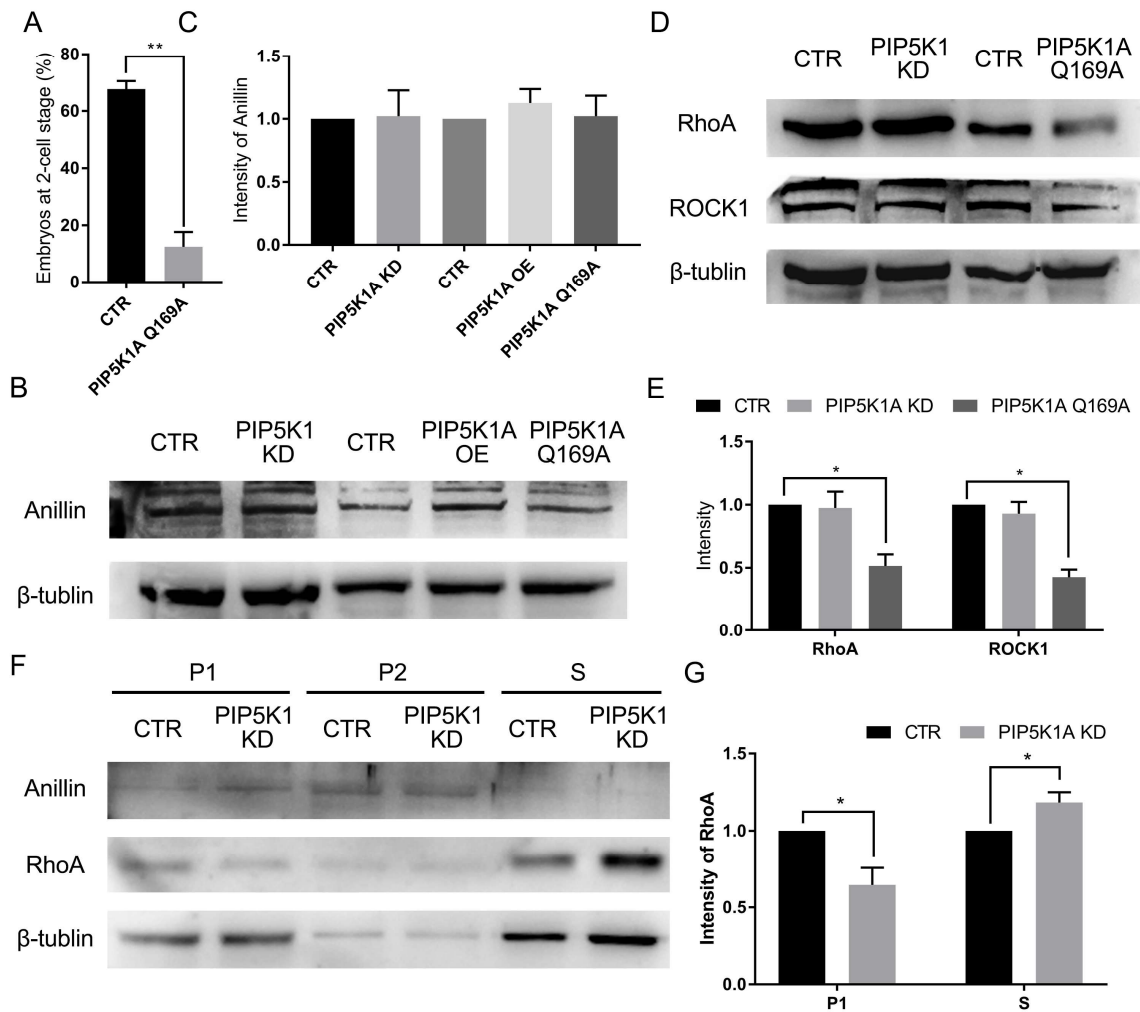 A
Embryos at 2-cell stage (%)
80
60
40
20
0
**
CTR
PIP5K1A Q169A
C
Intensity of Anillin
1.5
1.0
0.5
0.0
CTR
PIP5K1A KD
CTR
PIP5K1A OE
PIP5K1A Q169A
D
CTR
PIP5K1
KD
CTR
PIP5K1A
Q169A
RhoA
ROCK1
β-tublin
B
CTR
PIP5K1
KD
CTR
PIP5K1A
OE
PIP5K1A
Q169A
Anillin
β-tublin
E
CTR
PIP5K1A KD
PIP5K1A Q169A
Intensity
1.5
1.0
0.5
0.0
*
*
RhoA
ROCK1
F
P1
P2
S
CTR
PIP5K1
KD
CTR
PIP5K1
KD
CTR
PIP5K1
KD
Anillin
RhoA
β-tublin
G
CTR
PIP5K1A KD
Intensity of RhoA
1.5
1.0
0.5
0.0
*
*
P1
S